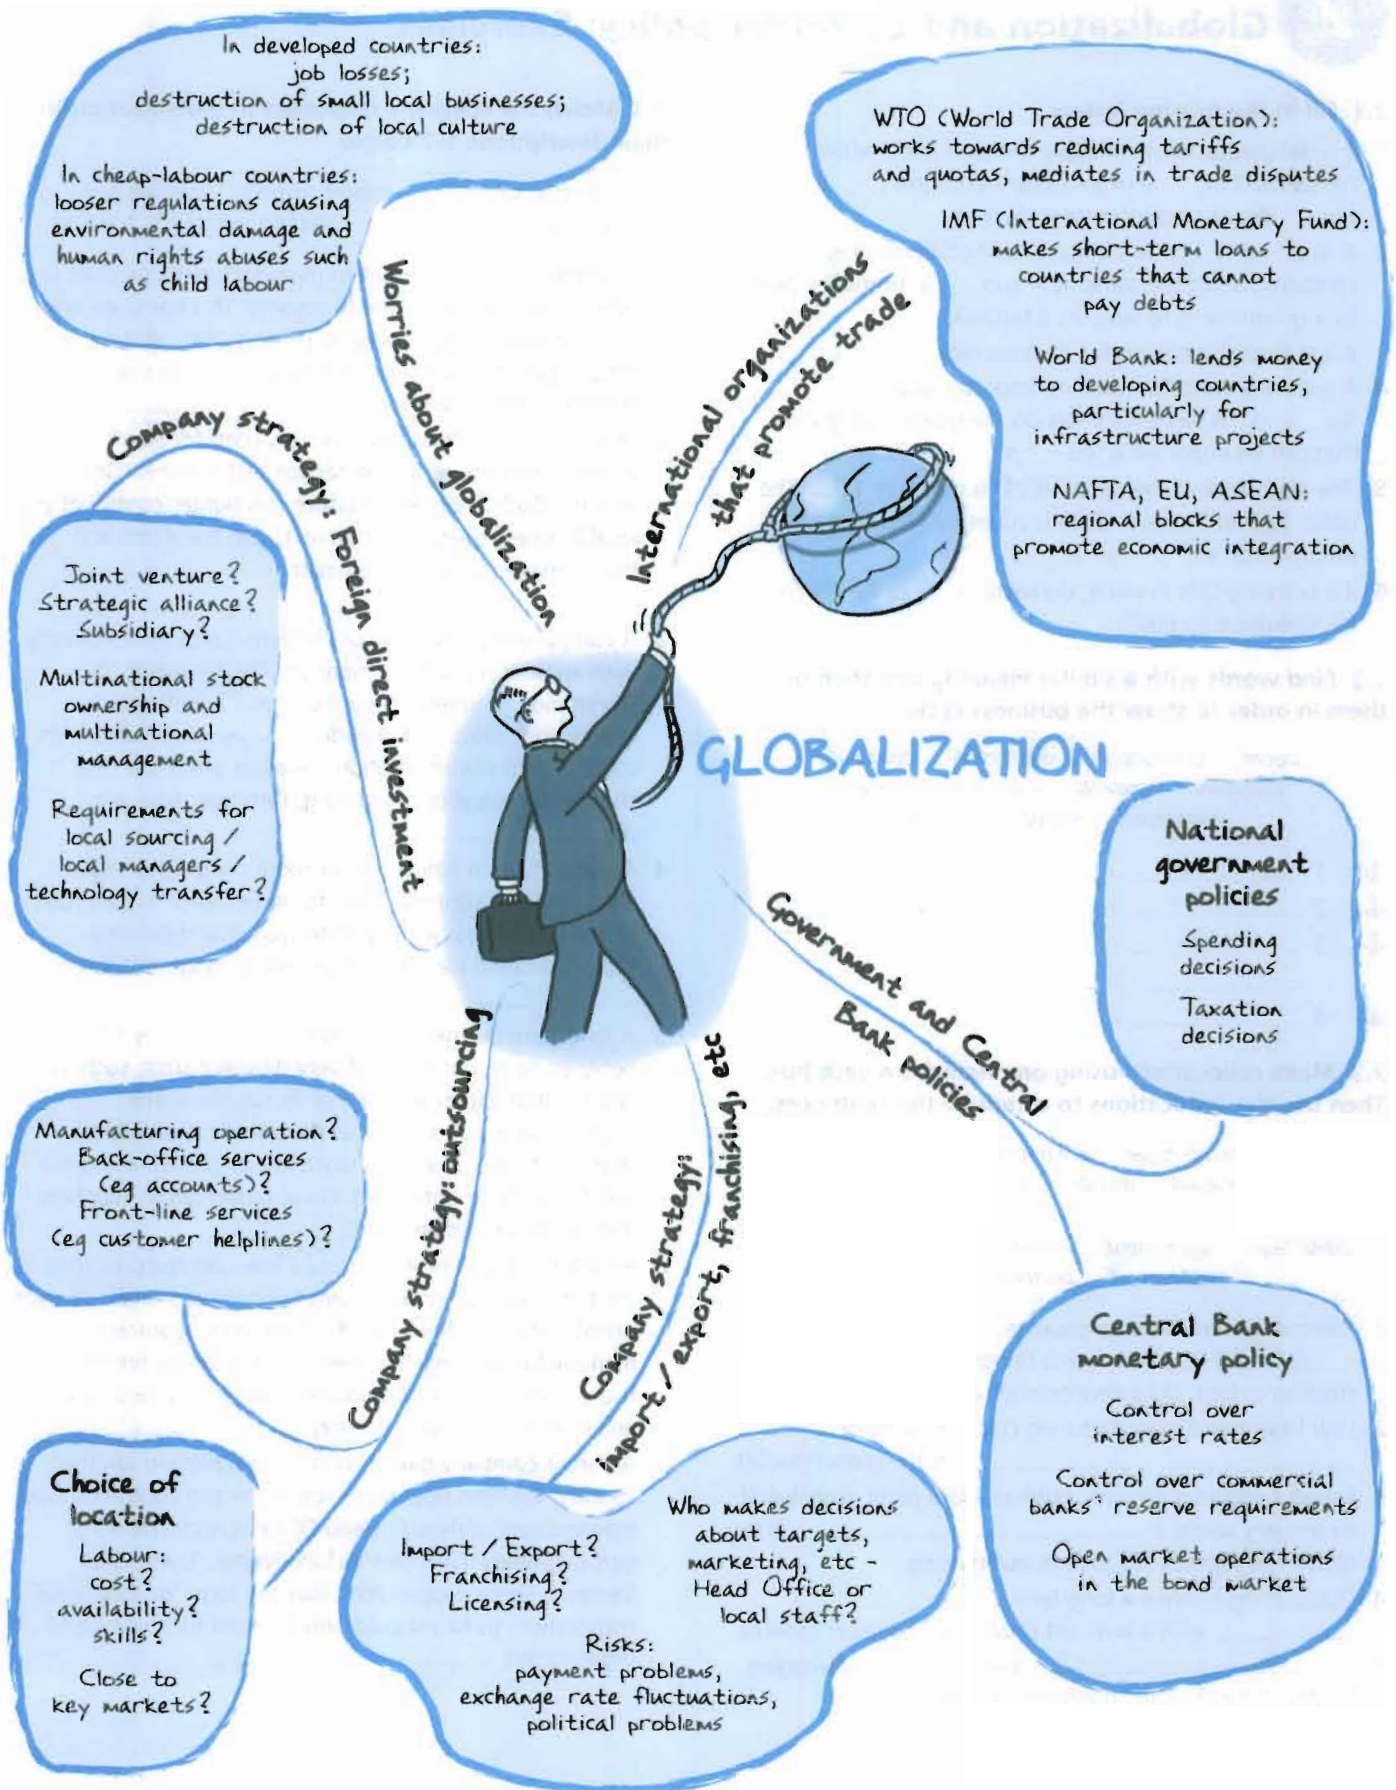 In developed countries:
job losses;
destruction of small local businesses;
destruction of local culture
In cheap-labour countries:
looser regulations causing
environmental damage and
human rights abuses such
as child labour
Worries about globalization
WTO (World Trade Organization):
works towards reducing tariffs
and quotas, mediates in trade disputes
IMF (International Monetary Fund):
makes short-term loans to
countries that cannot
pay debts
World Bank: lends money
to developing countries,
particularly for
infrastructure projects
NAFTA, EU, ASEAN:
regional blocks that
promote economic integration
International organizations
that promote trade
Company strategy: Foreign direct investment
Joint venture?
Strategic alliance?
Subsidiary?
Multinational stock
ownership and
multinational
management
Requirements for
local sourcing /
local managers /
technology transfer?
GLOBALIZATION
National
government
policies
Spending
decisions
Taxation
decisions
Government and Central
Bank policies
Central Bank
monetary policy
Control over
interest rates
Control over commercial
banks' reserve requirements
Open market operations
in the bond market
Company strategy: outsourcing
Manufacturing operation?
Back-office services
(eg accounts)?
Front-line services
(eg customer helplines)?
Choice of
location
Labour:
cost?
availability?
skills?
Close to
key markets?
Company strategy:
import / export, franchising, etc
Import / Export?
Franchising?
Licensing?
Who makes decisions
about targets,
marketing, etc -
Head Office or
local staff?
Risks:
payment problems,
exchange rate fluctuations,
political problems